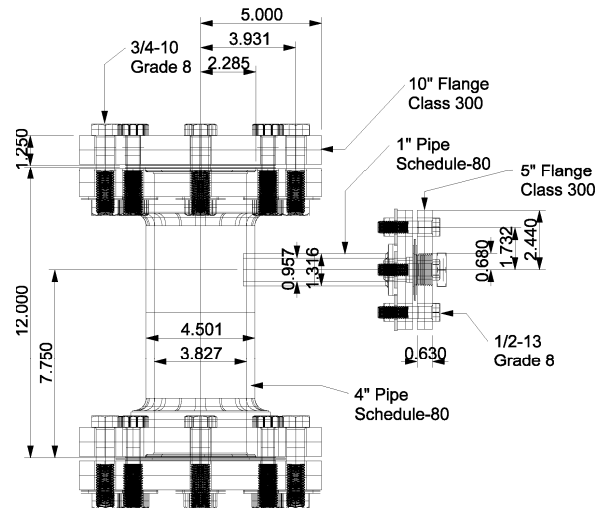 5.000
3.931
2.285
3/4-10
Grade 8
10" Flange
Class 300
1" Pipe
Schedule-80
5" Flange
Class 300
1.250
12.000
7.750
0.957
1.316
0.680
1.732
2.440
4.501
3.827
0.630
1/2-13
Grade 8
4" Pipe
Schedule-80